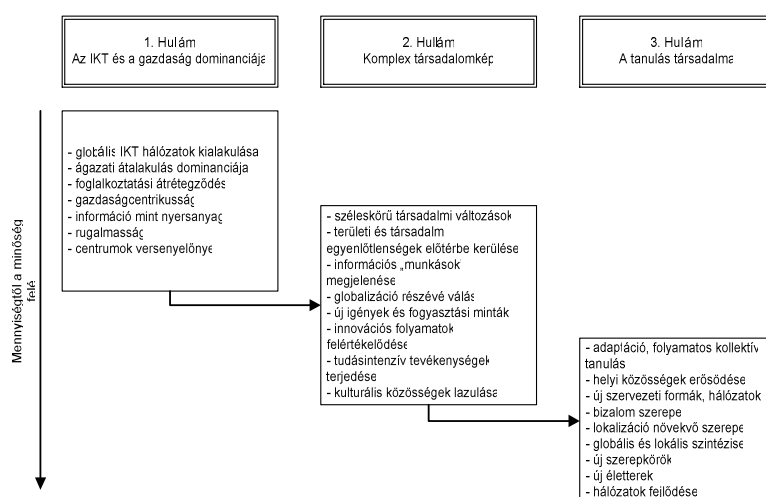 1. Hulám
Az IKT és a gazdaság dominanciája
2. Hullám
Komplex társadalomkép
3. Hulám
A tanulás társadalma
Mennyiségtől a minőség
felé
- globális IKT hálózatok kialakulása
- ágazati átalakulás dominanciája
- foglalkoztatási átrétegződés
- gazdaságcentrikusság
- információ mint nyersanyag
- rugalmasság
- centrumok versenyelőnye
- széleskörű társadalmi változások
- területi és társadalm
egyenlőtlenségek előtérbe kerülése
- információs „munkások
megjelenése
- globalizáció részévé válás
- új igények és fogyasztási minták
- innovációs folyamatok
felértékelődése
- tudásintenzív tevékenységek
terjedése
- kulturális közösségek lazulása
- adaptáció, folyamatos kollektív
tanulás
- helyi közösségek erősödése
- új szervezeti formák, hálózatok
- bizalom szerepe
- lokalizáció növekvő szerepe
- globális és lokális szintézise
- új szerepkörök
- új életterek
- hálózatok fejlődése